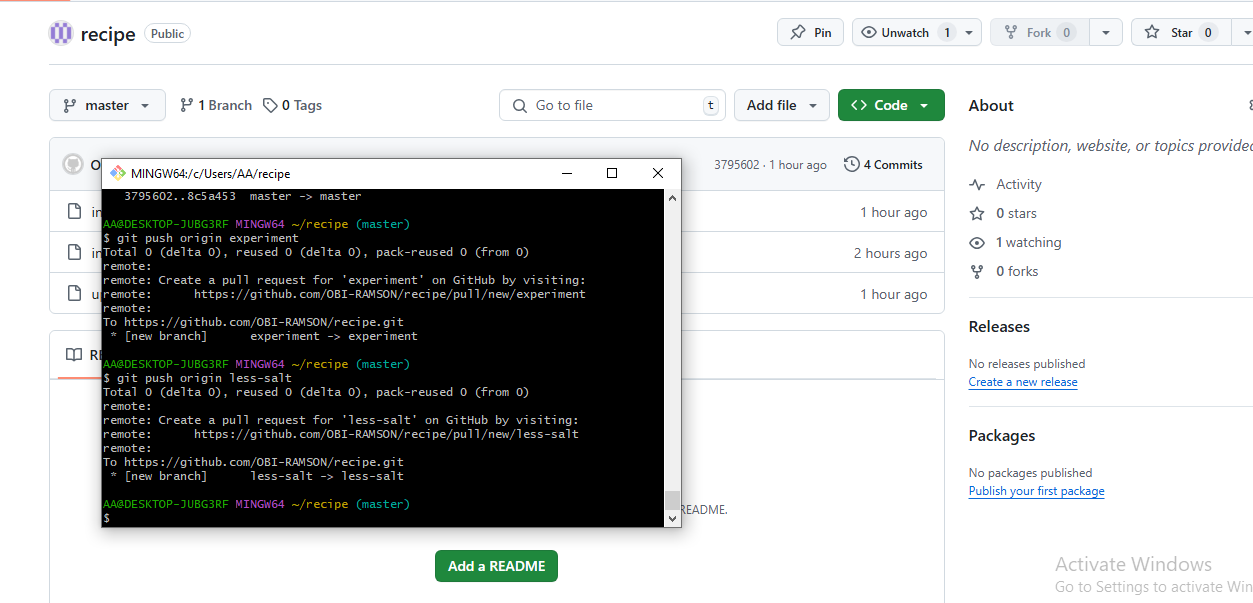 recipe Public
Pin
Unwatch 1
Fork 0
Star 0
master
1 Branch
0 Tags
Go to file
t
Add file
Code
About
No description, website, or topics provided
O
3795602 · 1 hour ago
4 Commits
in
1 hour ago
in
2 hours ago
up
1 hour ago
Activity
0 stars
1 watching
0 forks
Releases
No releases published
Create a new release
Packages
No packages published
Publish your first package
RE
README.
Add a README
MINGW64:/c/Users/AA/recipe
3795602..8c5a453  master -> master
AA@DESKTOP-JUBG3RF MINGW64 ~/recipe (master)
$ git push origin experiment
Total 0 (delta 0), reused 0 (delta 0), pack-reused 0 (from 0)
remote:
remote: Create a pull request for 'experiment' on GitHub by visiting:
remote:      https://github.com/OBI-RAMSON/recipe/pull/new/experiment
remote:
To https://github.com/OBI-RAMSON/recipe.git
 * [new branch]      experiment -> experiment
AA@DESKTOP-JUBG3RF MINGW64 ~/recipe (master)
$ git push origin less-salt
Total 0 (delta 0), reused 0 (delta 0), pack-reused 0 (from 0)
remote:
remote: Create a pull request for 'less-salt' on GitHub by visiting:
remote:      https://github.com/OBI-RAMSON/recipe/pull/new/less-salt
remote:
To https://github.com/OBI-RAMSON/recipe.git
 * [new branch]      less-salt -> less-salt
AA@DESKTOP-JUBG3RF MINGW64 ~/recipe (master)
$
Activate Windows
Go to Settings to activate Win